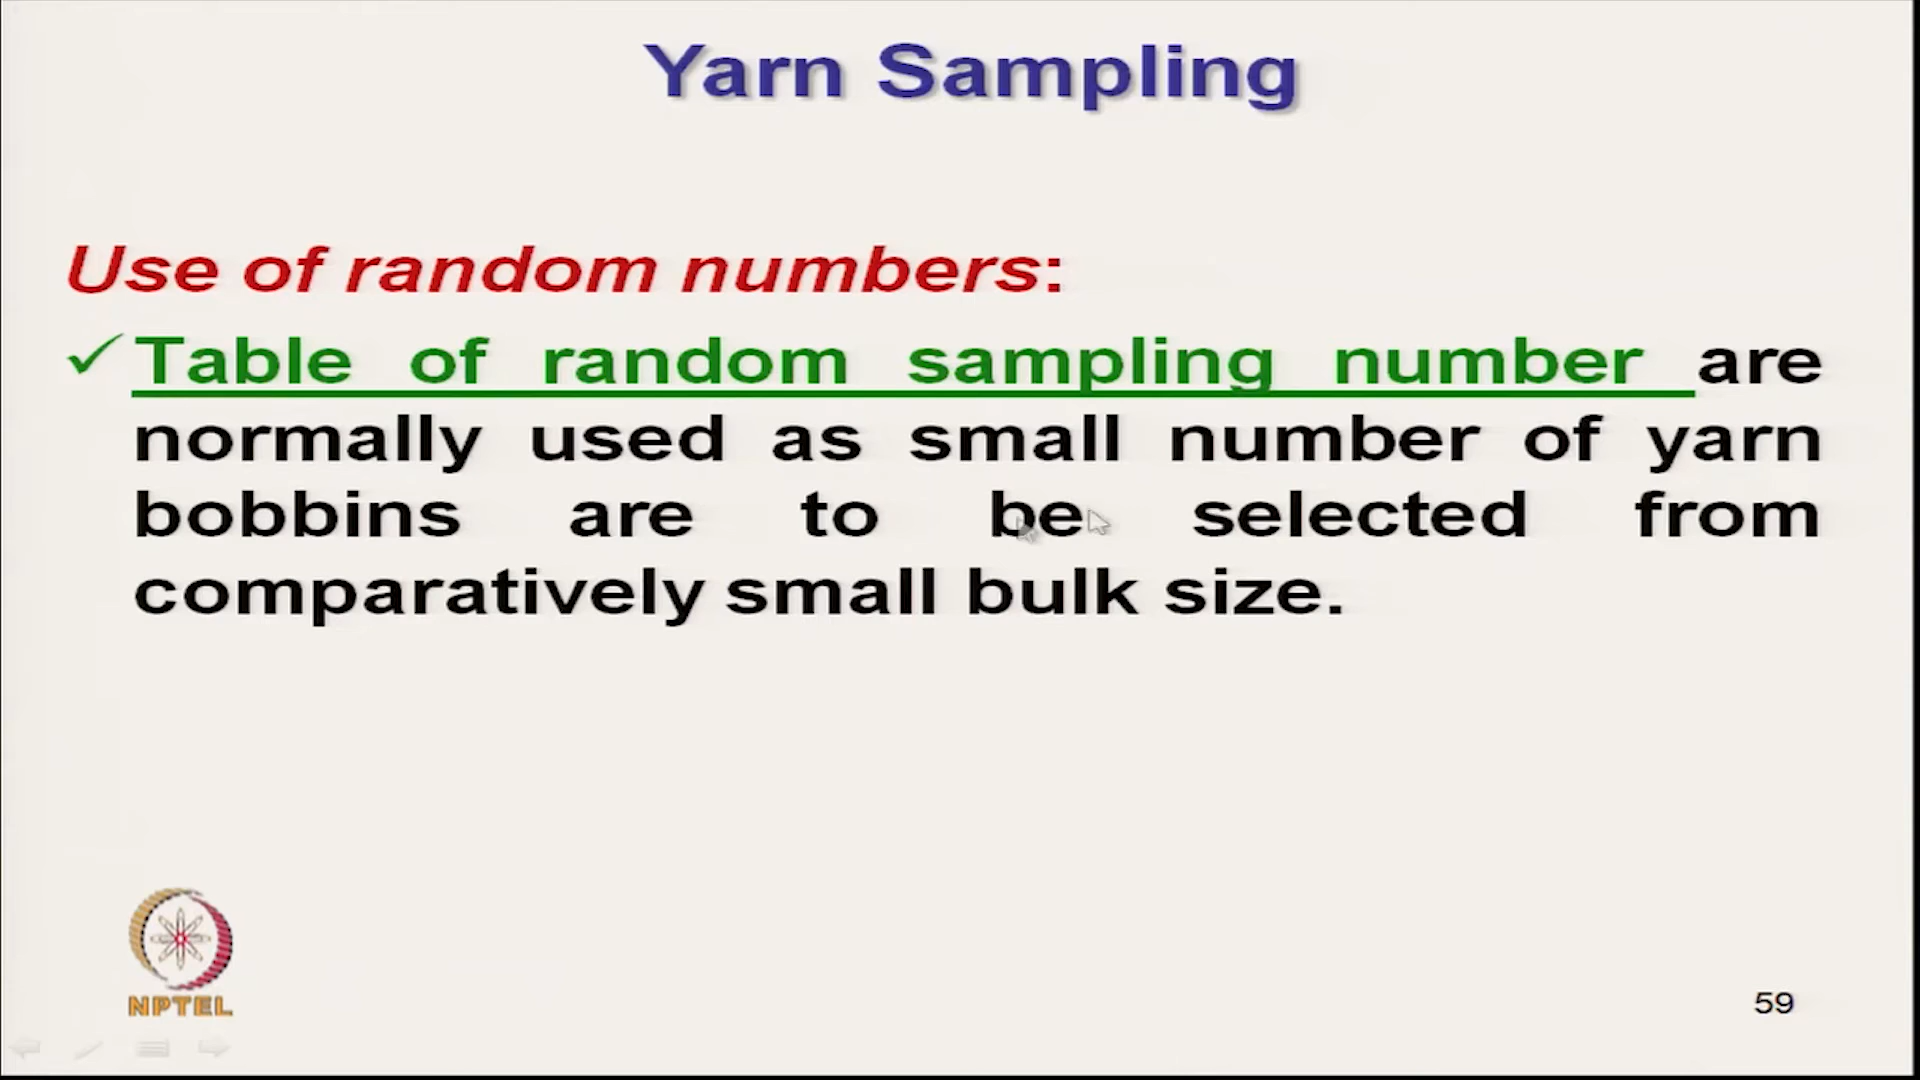 Yarn Sampling
Use of random numbers:
✓ Table of random sampling number are
normally used as small number of yarn
bobbins are to be selected from
comparatively small bulk size.
NPTEL
59